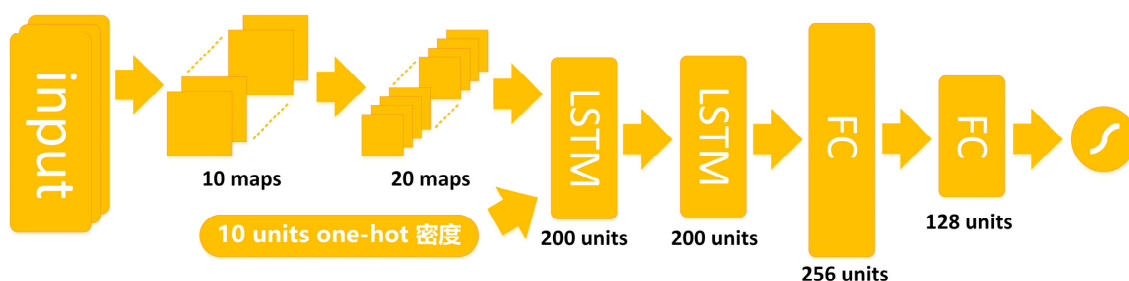 input
10 maps
20 maps
10 units one-hot 密度
LSTM
200 units
LSTM
200 units
FC
256 units
FC
128 units